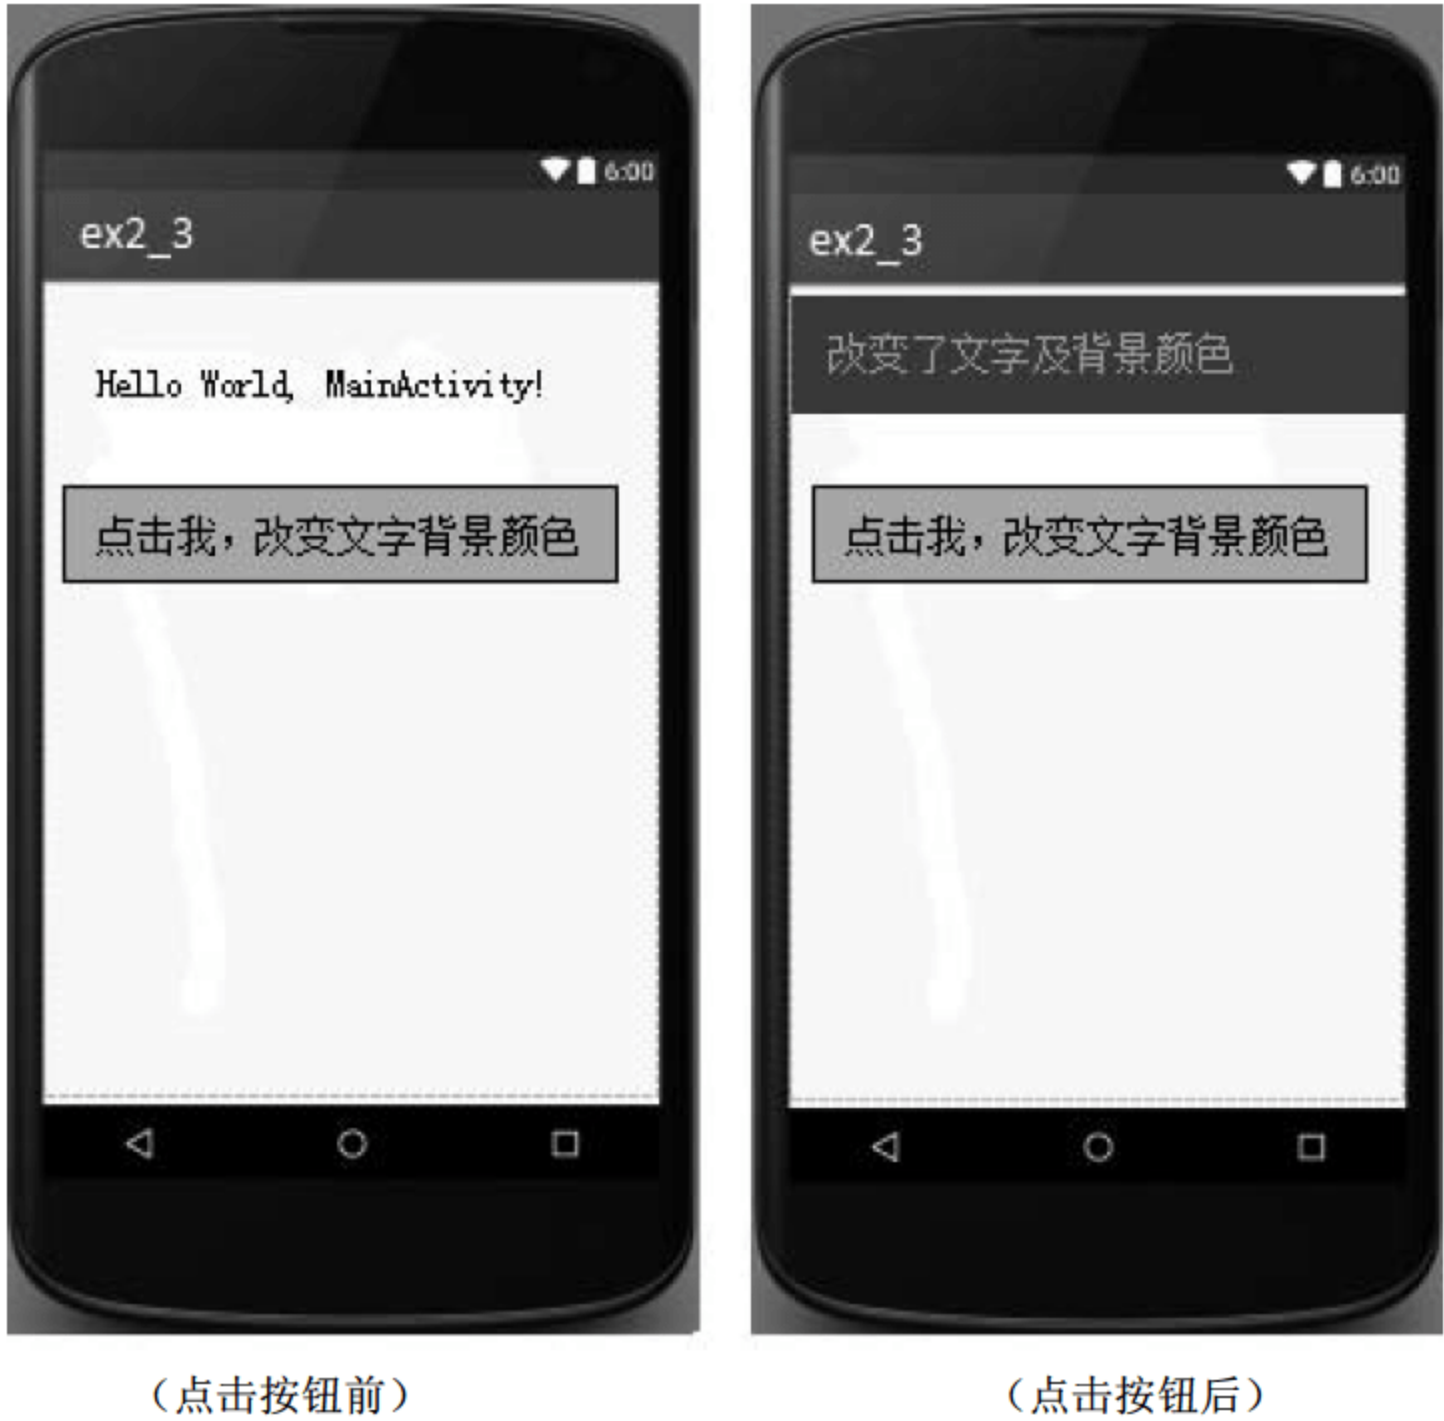 6:00
ex2_3
Hello World, MainActivity!
点击我，改变文字背景颜色
（点击按钮前）
6:00
ex2_3
改变了文字及背景颜色
点击我，改变文字背景颜色
（点击按钮后）